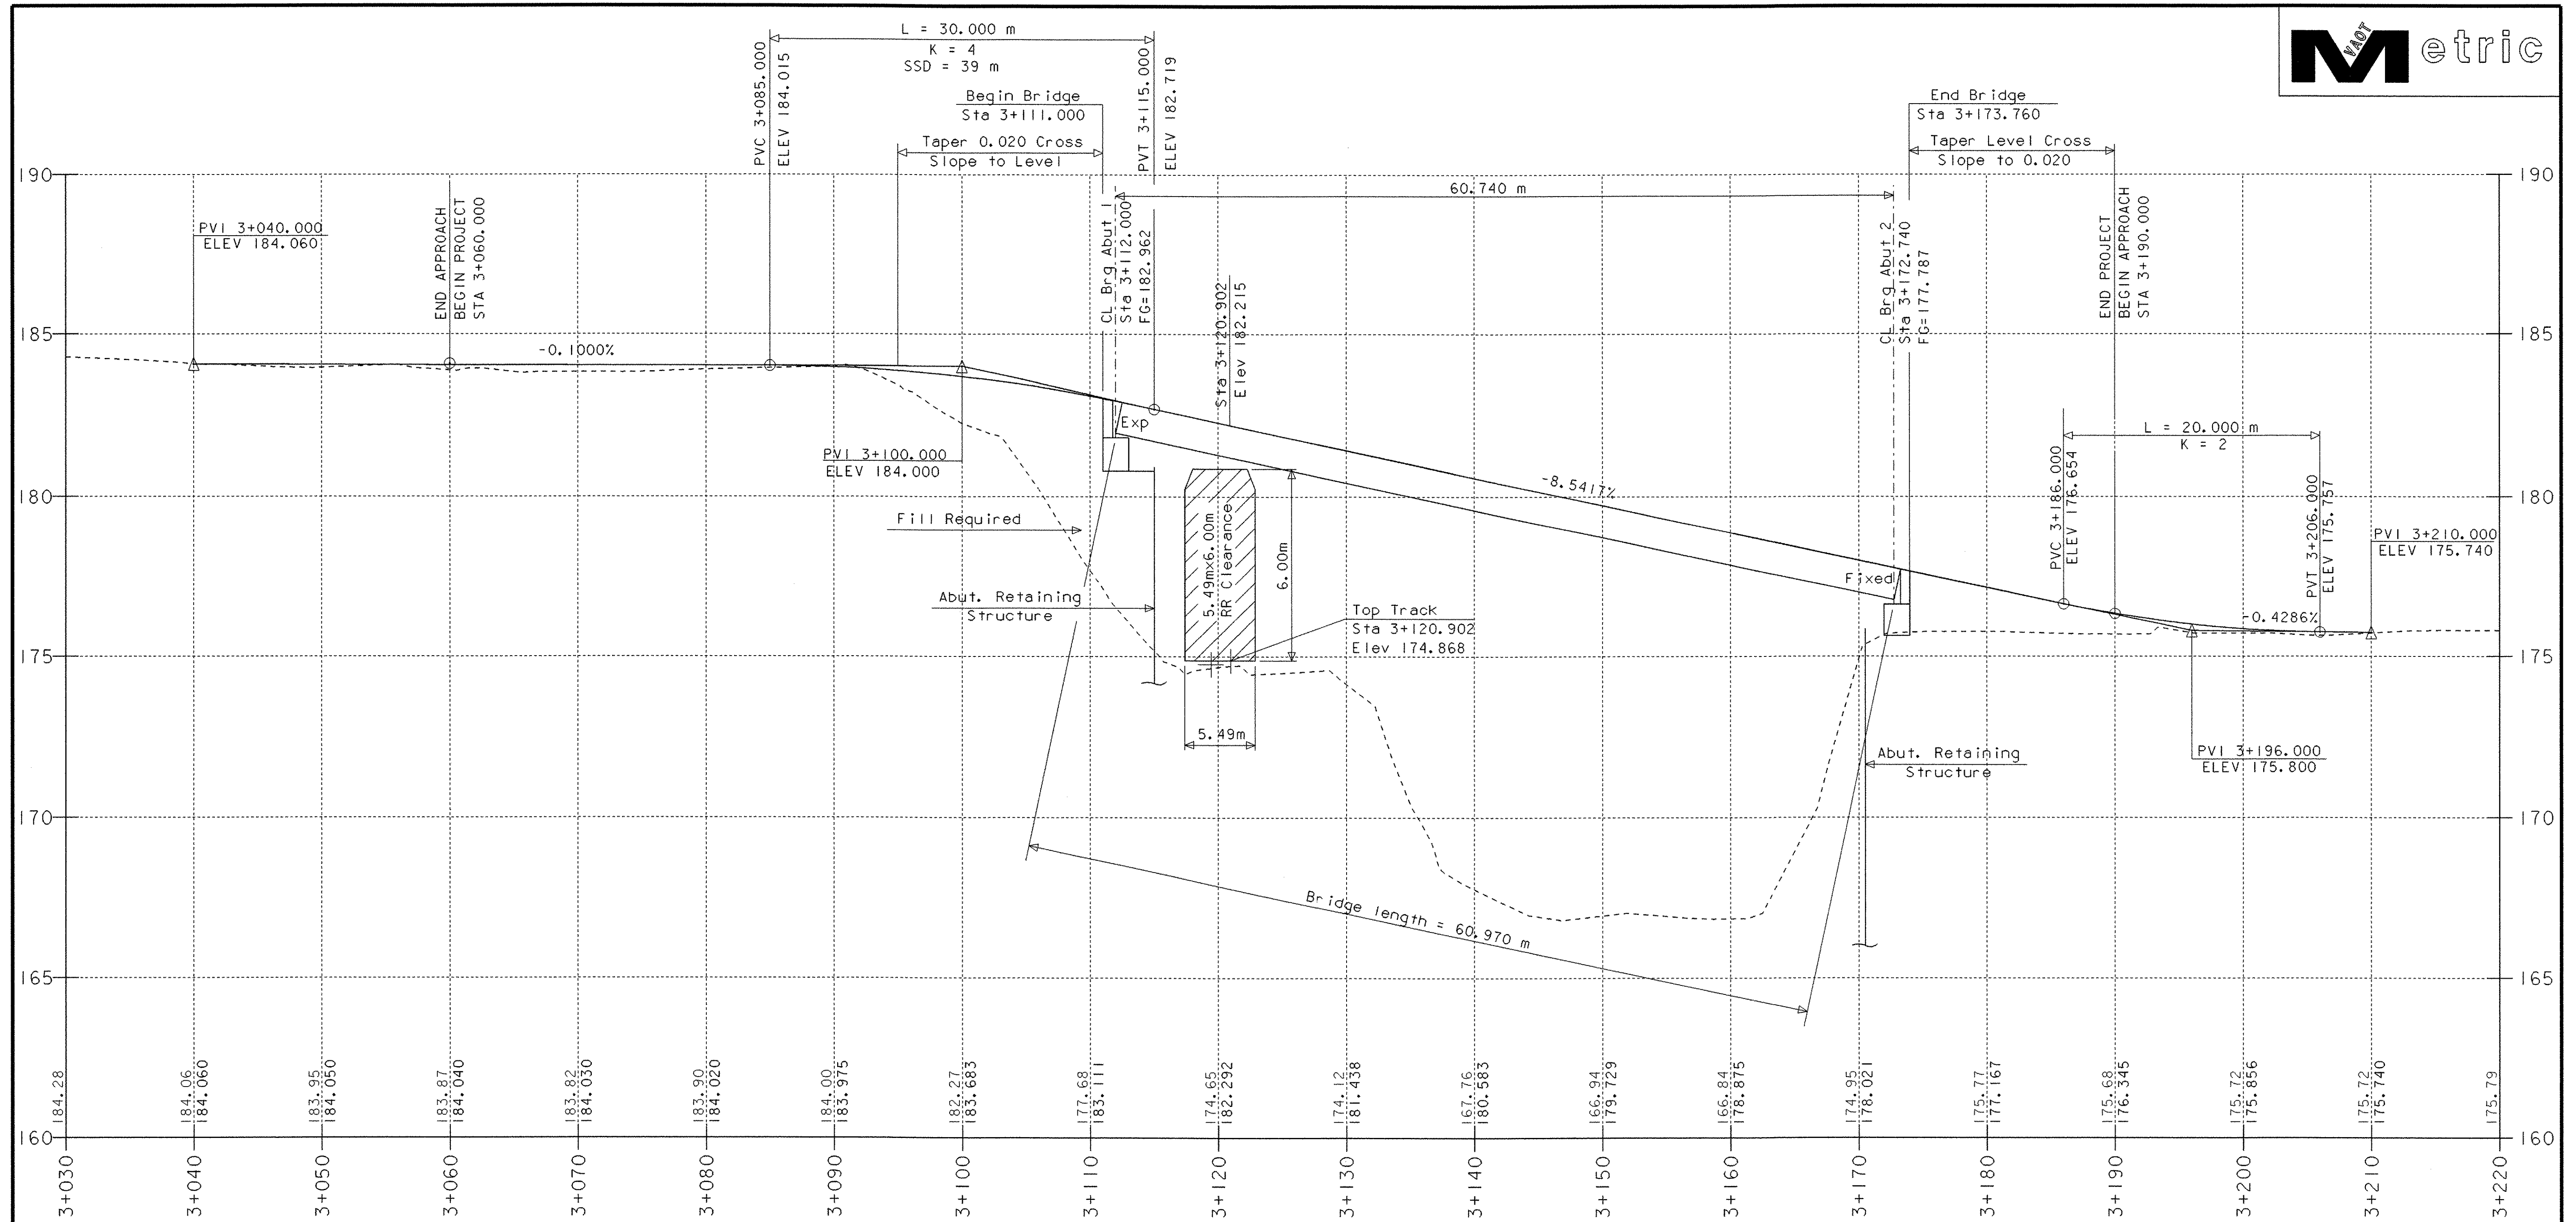 VAOT
Metric
L = 30.000 m
K = 4
SSD = 39 m
PVC 3+085.000
ELEV 184.015
Begin Bridge
Sta 3+111.000
PVT 3+115.000
ELEV 182.719
Taper 0.020 Cross
Slope to Level
End Bridge
Sta 3+173.760
Taper Level Cross
Slope to 0.020
190
190
60.740 m
PVI 3+040.000
ELEV 184.060
END APPROACH
BEGIN PROJECT
STA 3+060.000
CL Brg Abut 1
Sta 3+112.000
FG=182.962
Sta 3+120.902
Elev 182.215
CL Brg Abut 2
Sta 3+172.740
FG=177.787
END PROJECT
BEGIN APPROACH
STA 3+190.000
185
185
-0.1000%
Exp
PVI 3+100.000
ELEV 184.000
-8.5417%
L = 20.000 m
K = 2
PVC 3+186.000
ELEV 176.654
PVT 3+206.000
ELEV 175.757
180
180
Fill Required
5.49mx6.00m
RR Clearance
6.00m
PVI 3+210.000
ELEV 175.740
Fixed
Abut. Retaining
Structure
Top Track
Sta 3+120.902
Elev 174.868
-0.4286%
175
175
5.49m
Abut. Retaining
Structure
PVI 3+196.000
ELEV 175.800
170
170
Bridge length = 60.970 m
165
165
184.28
184.06
184.060
183.95
184.050
183.87
184.040
183.82
184.030
183.90
184.020
184.00
183.975
182.27
183.683
177.68
183.111
174.65
182.292
174.12
181.438
167.76
180.583
166.94
179.729
166.84
178.875
174.95
178.021
175.77
177.167
175.68
176.345
175.72
175.856
175.72
175.740
175.79
160
160
3+030
3+040
3+050
3+060
3+070
3+080
3+090
3+100
3+110
3+120
3+130
3+140
3+150
3+160
3+170
3+180
3+190
3+200
3+210
3+220